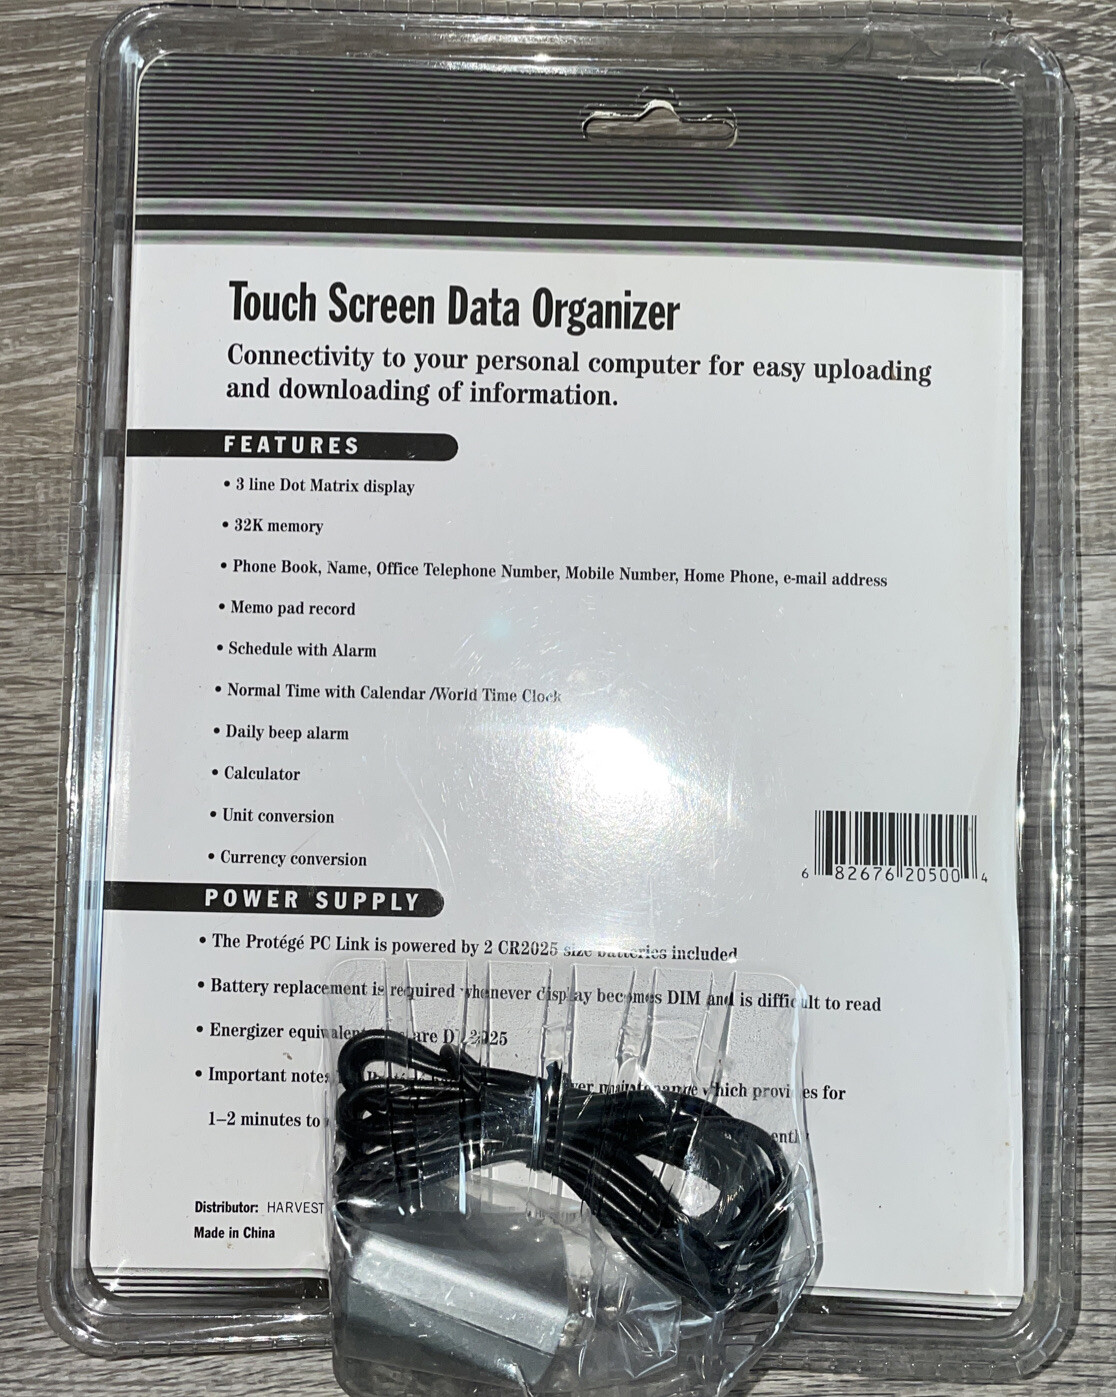 Touch Screen Data Organizer
Connectivity to your personal computer for easy uploading
and downloading of information.
FEATURES
• 3 line Dot Matrix display
• 32K memory
• Phone Book, Name, Office Telephone Number, Mobile Number, Home Phone, e-mail address
• Memo pad record
• Schedule with Alarm
• Normal Time with Calendar /World Time Clock
• Daily beep alarm
• Calculator
• Unit conversion
• Currency conversion
6 82676 20500 4
POWER SUPPLY
• The Protégé PC Link is powered by 2 CR2025 size batteries included
• Battery replacement is required whenever display becomes DIM and is difficult to read
• Energizer are
• Important which provides for
1–2 minutes to
Distributor: HARVEST
Made in China